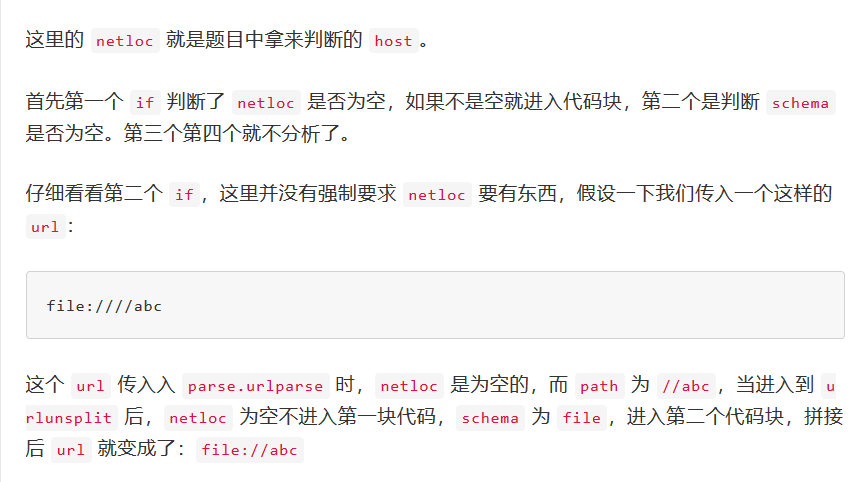 这里的 netloc 就是题目中拿来判断的 host。
首先第一个 if 判断了 netloc 是否为空，如果不是空就进入代码块，第二个是判断 schema
是否为空。第三个第四个就不分析了。
仔细看看第二个 if，这里并没有强制要求 netloc 要有东西，假设一下我们传入一个这样的
url：
file:////abc
这个 url 传入入 parse.urlparse 时，netloc 是为空的，而 path 为 //abc，当进入到 u
rlunsplit 后，netloc 为空不进入第一块代码，schema 为 file，进入第二个代码块，拼接
后 url 就变成了：file://abc